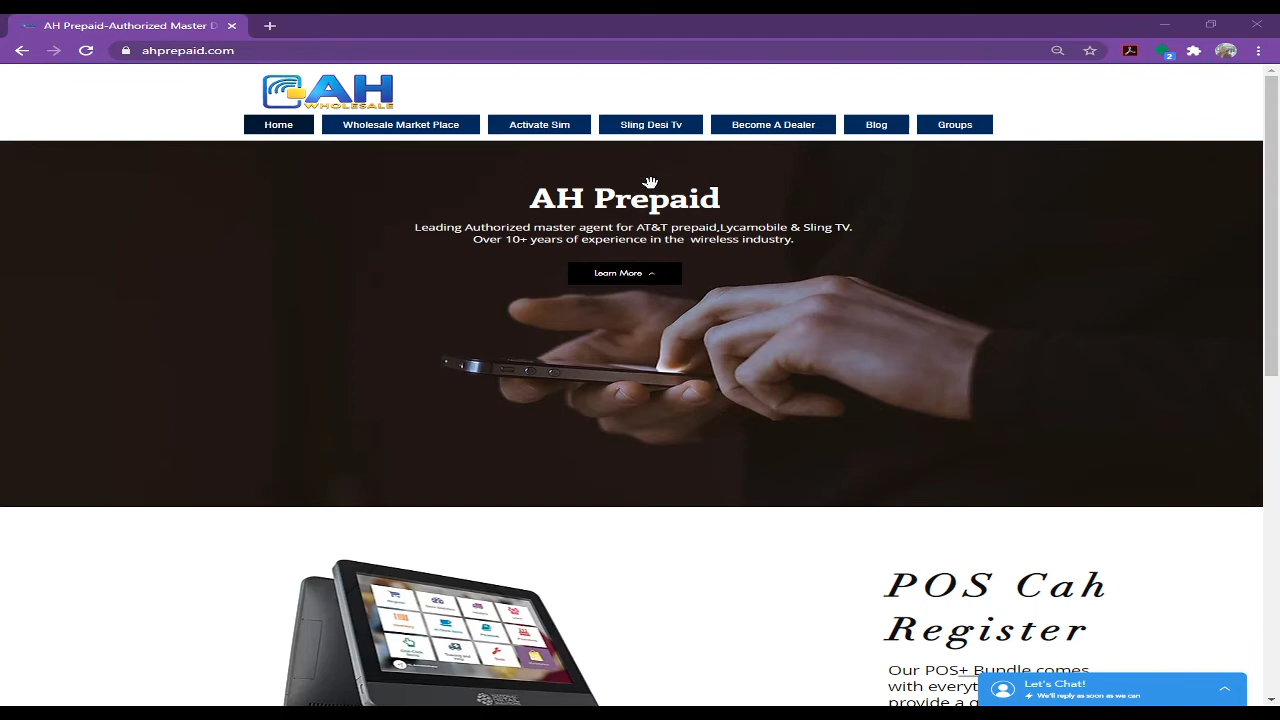 AH Prepaid-Authorized Master D
ahprepaid.com
2
AH
WHOLESALE
Home
Wholesale Market Place
Activate Sim
Sling Desi Tv
Become A Dealer
Blog
Groups
AH Prepaid
Leading Authorized master agent for AT&T prepaid,Lycamobile & Sling TV.
Over 10+ years of experience in the wireless industry.
Learn More
POS Cah
Register
Our POS+ Bundle comes
with everyt
provide a
Let's Chat!
We'll reply as soon as we can